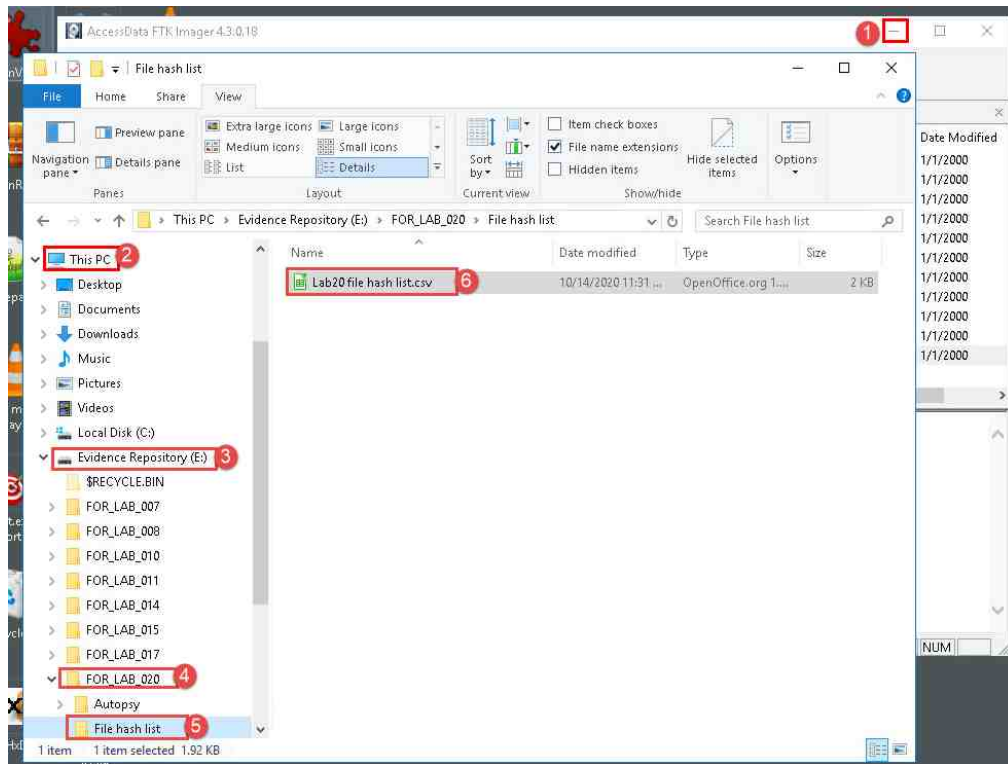 AccessData FTK Imager 4.3.0.18
1
File hash list
File Home Share View
Navigation pane
Preview pane
Details pane
Panes
Extra large icons Large icons
Medium icons Small icons
List Details
Layout
Sort by
Current view
Item check boxes
File name extensions
Hidden items
Hide selected items
Show/hide
Options
Date Modified
1/1/2000
1/1/2000
1/1/2000
1/1/2000
1/1/2000
1/1/2000
1/1/2000
1/1/2000
1/1/2000
1/1/2000
1/1/2000
This PC > Evidence Repository (E:) > FOR_LAB_020 > File hash list
Search File hash list
This PC 2
Desktop
Documents
Downloads
Music
Pictures
Videos
Local Disk (C:)
Evidence Repository (E:) 3
$RECYCLE.BIN
FOR_LAB_007
FOR_LAB_008
FOR_LAB_010
FOR_LAB_011
FOR_LAB_014
FOR_LAB_015
FOR_LAB_017
FOR_LAB_020 4
Autopsy
File hash list 5
Name Date modified Type Size
Lab20 file hash list.csv 6 10/14/2020 11:31 ... OpenOffice.org 1.... 2 KB
NUM
1 item 1 item selected 1.92 KB